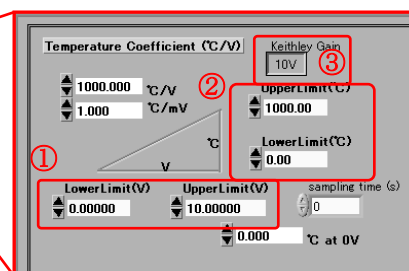 Temperature Coefficient (℃/V)
Keithley Gain
10V
③
1000.000 ℃/V
②
UpperLimit(℃)
1.000 ℃/mV
1000.00
℃
LowerLimit(℃)
①
V
0.00
LowerLimit(V)
UpperLimit(V)
sampling time (s)
0.00000
10.00000
0
0.000 ℃ at 0V